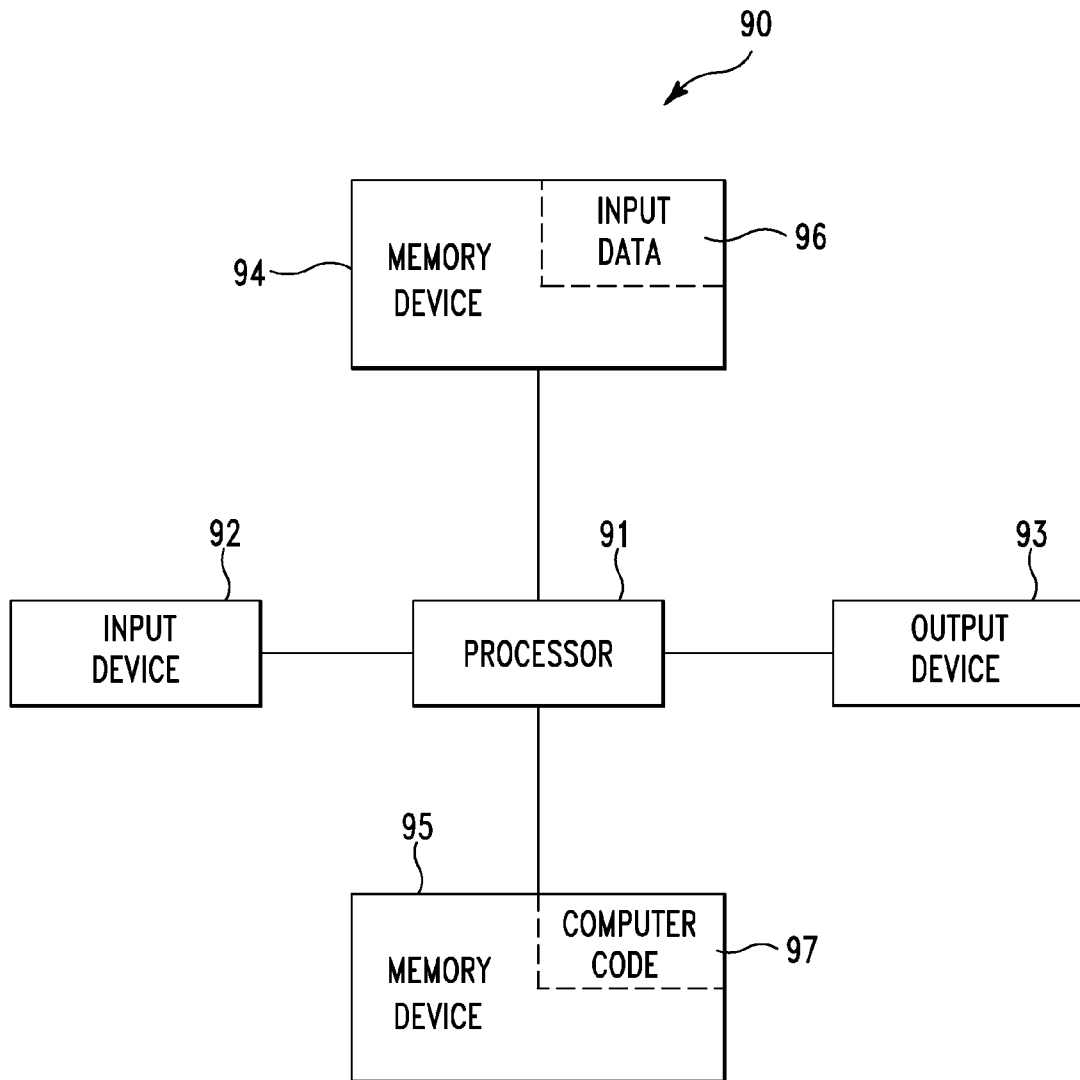 90
INPUT
DATA
96
94
MEMORY
DEVICE
92
91
93
INPUT
DEVICE
PROCESSOR
OUTPUT
DEVICE
95
COMPUTER
CODE
97
MEMORY
DEVICE